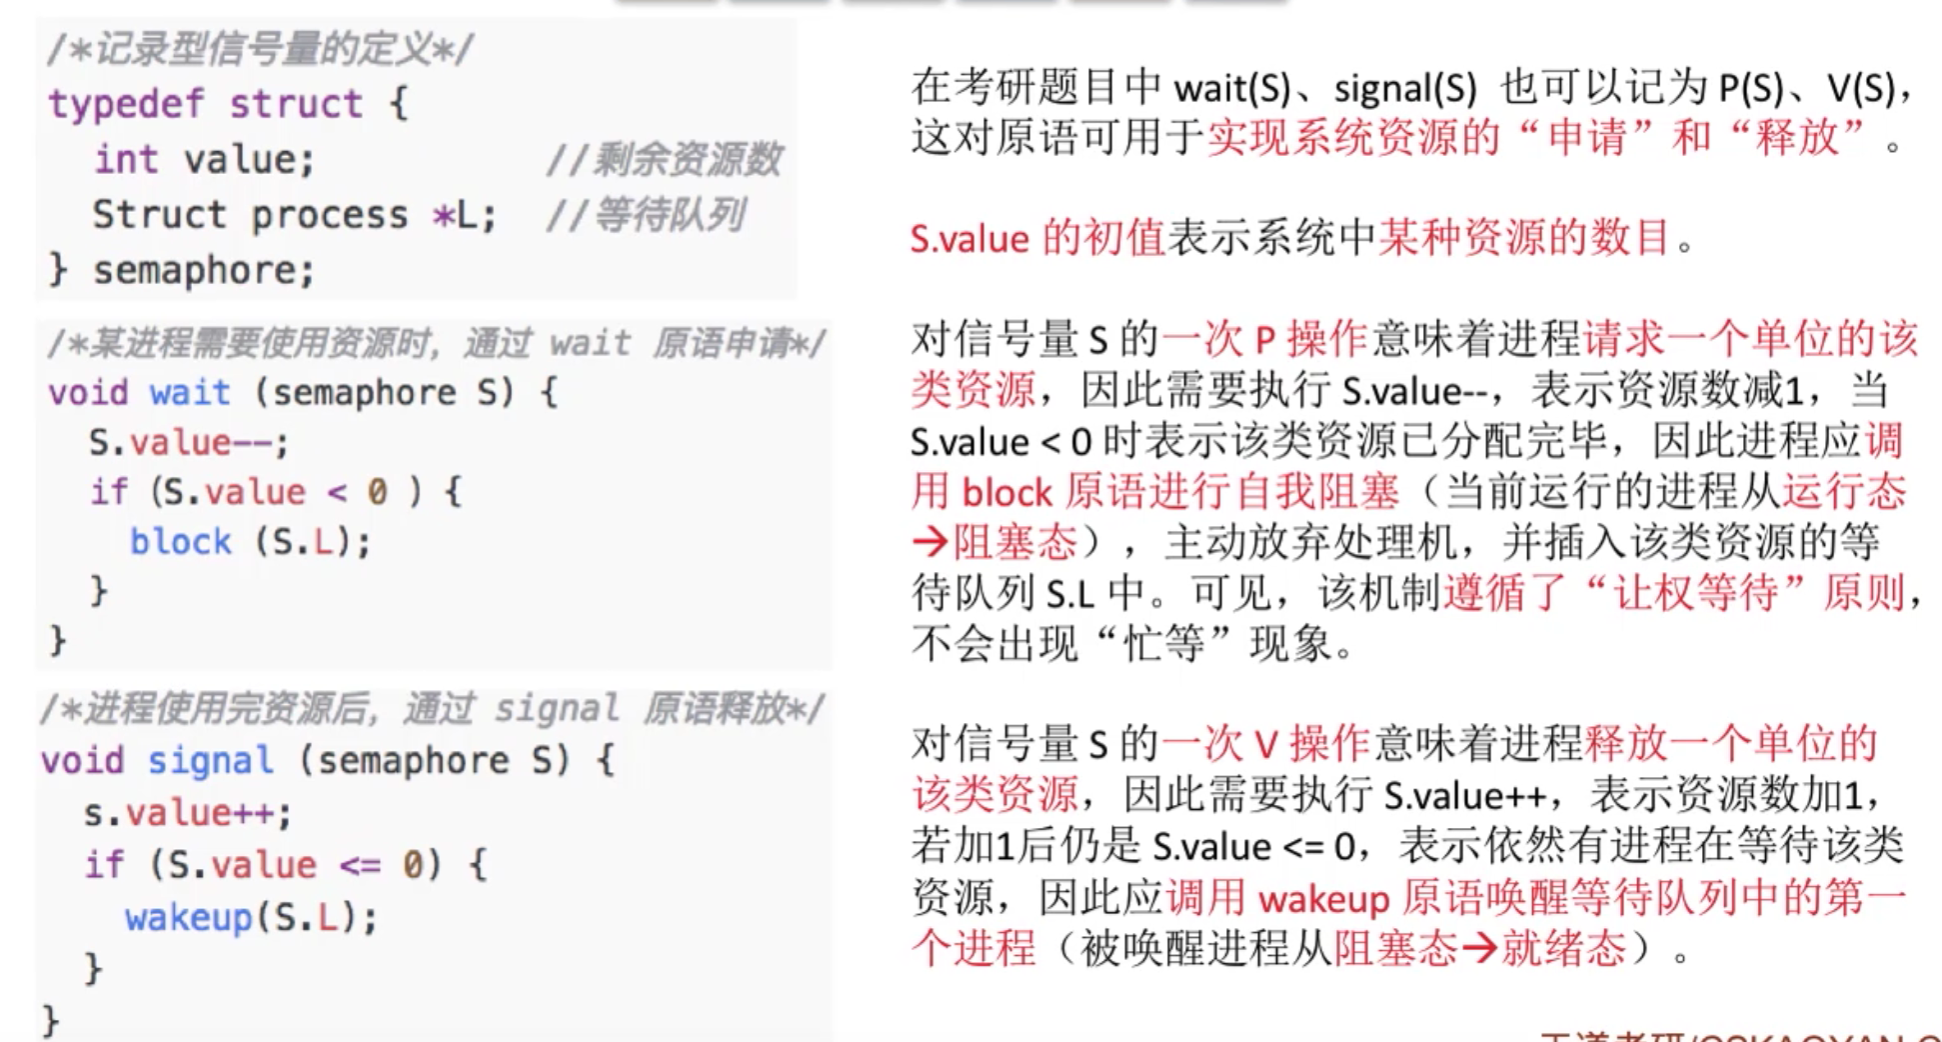 /*记录型信号量的定义*/
typedef struct {
int value; //剩余资源数
Struct process *L; //等待队列
} semaphore;
/*某进程需要使用资源时，通过 wait 原语申请*/
void wait (semaphore S) {
S.value--;
if (S.value < 0 ) {
block (S.L);
}
}
/*进程使用完资源后，通过 signal 原语释放*/
void signal (semaphore S) {
s.value++;
if (S.value <= 0) {
wakeup(S.L);
}
}
在考研题目中 wait(S)、signal(S) 也可以记为 P(S)、V(S)，
这对原语可用于实现系统资源的“申请”和“释放”。
S.value 的初值表示系统中某种资源的数目。
对信号量 S 的一次 P 操作意味着进程请求一个单位的该
类资源，因此需要执行 S.value--，表示资源数减1，当
S.value < 0 时表示该类资源已分配完毕，因此进程应调
用 block 原语进行自我阻塞（当前运行的进程从运行态
→阻塞态），主动放弃处理机，并插入该类资源的等
待队列 S.L 中。可见，该机制遵循了“让权等待”原则，
不会出现“忙等”现象。
对信号量 S 的一次 V 操作意味着进程释放一个单位的
该类资源，因此需要执行 S.value++，表示资源数加1，
若加1后仍是 S.value <= 0，表示依然有进程在等待该类
资源，因此应调用 wakeup 原语唤醒等待队列中的第一
个进程（被唤醒进程从阻塞态→就绪态）。